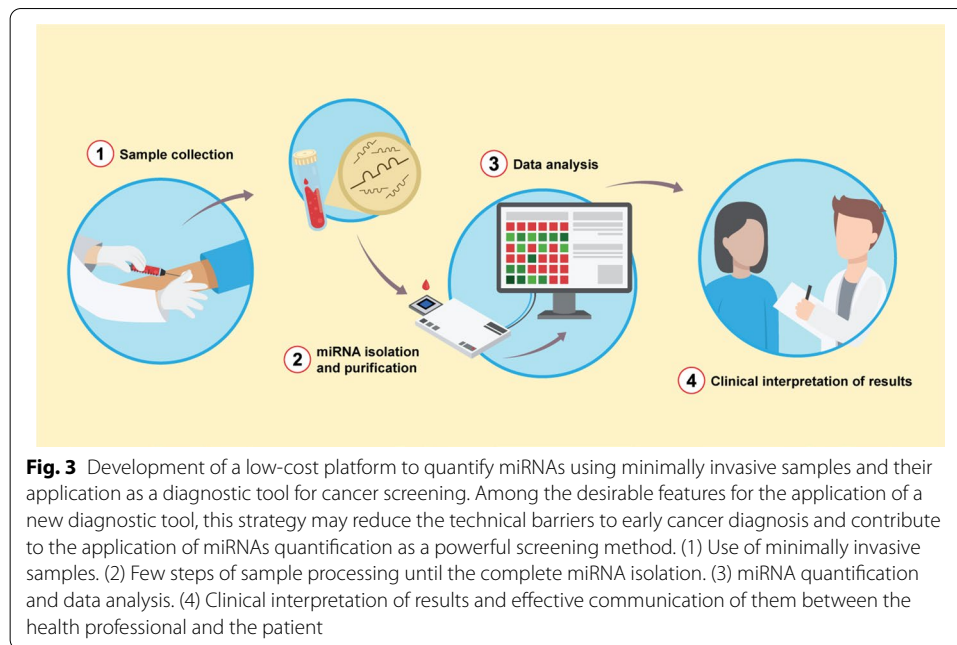 1 Sample collection
3 Data analysis
2 miRNA isolation
and purification
4 Clinical interpretation of results
Fig. 3 Development of a low-cost platform to quantify miRNAs using minimally invasive samples and their
application as a diagnostic tool for cancer screening. Among the desirable features for the application of a
new diagnostic tool, this strategy may reduce the technical barriers to early cancer diagnosis and contribute
to the application of miRNAs quantification as a powerful screening method. (1) Use of minimally invasive
samples. (2) Few steps of sample processing until the complete miRNA isolation. (3) miRNA quantification
and data analysis. (4) Clinical interpretation of results and effective communication of them between the
health professional and the patient